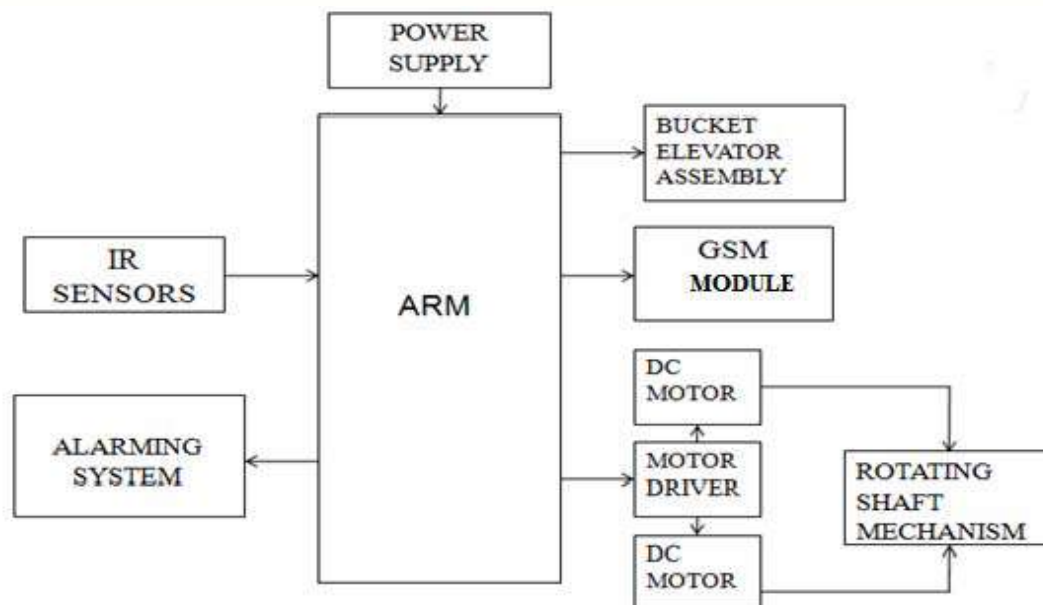 POWER
SUPPLY
BUCKET
ELEVATOR
ASSEMBLY
IR
SENSORS
GSM
MODULE
ARM
DC
MOTOR
ALARMING
SYSTEM
MOTOR
DRIVER
ROTATING
SHAFT
MECHANISM
DC
MOTOR